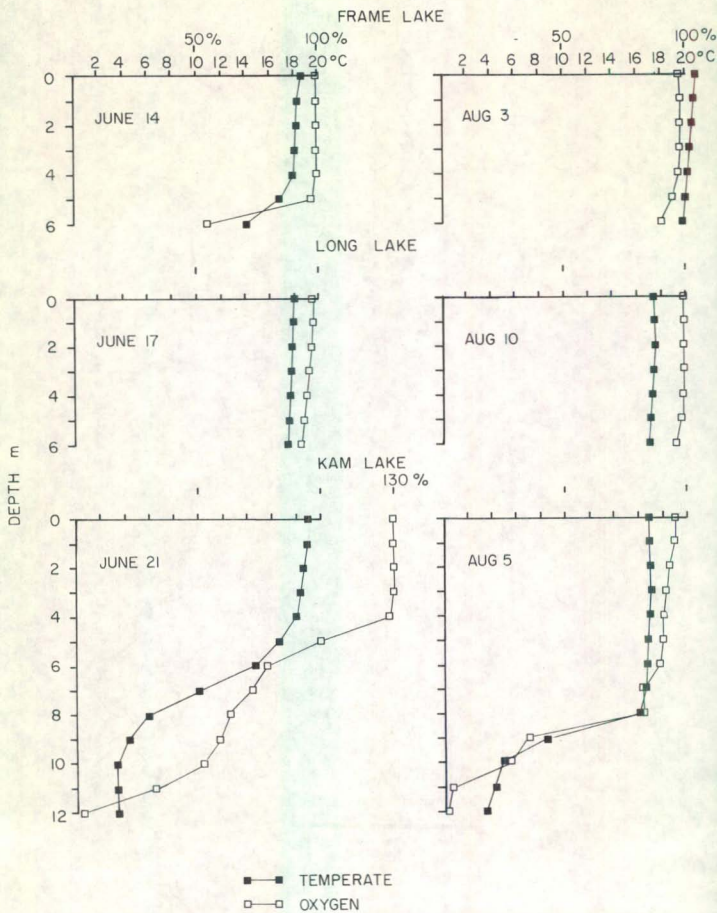 FRAME LAKE
50% 100%
2 4 6 8 10 12 14 16 18 20°C
50 100%
2 4 6 8 10 12 14 16 18 20°C
0
2
4
6
JUNE 14
AUG 3
LONG LAKE
0
2
4
6
JUNE 17
0
AUG 10
KAM LAKE
130%
0
2
4
6
8
10
12
JUNE 21
0
AUG 5
DEPTH m
TEMPERATE
OXYGEN